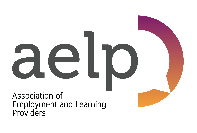 aelp
Association of
Employment and Learning
Providers